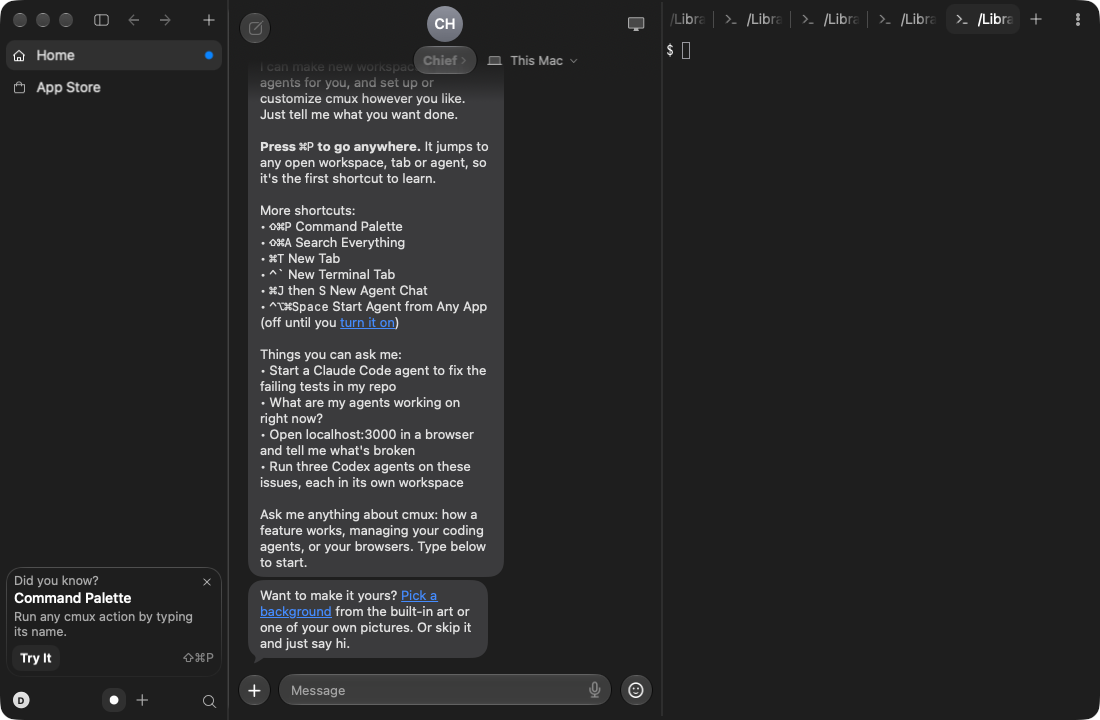 Home
App Store
Did you know?
Command Palette
Run any cmux action by typing
its name.
Try It
⇧⌘P
D
CH
Chief
This Mac
I can make new workspac
agents for you, and set up or
customize cmux however you like.
Just tell me what you want done.
Press ⌘P to go anywhere. It jumps to
any open workspace, tab or agent, so
it's the first shortcut to learn.
More shortcuts:
• ⇧⌘P Command Palette
• ⇧⌘A Search Everything
• ⌘T New Tab
• ^` New Terminal Tab
• ⌘J then S New Agent Chat
• ^⌥⌘Space Start Agent from Any App
(off until you turn it on)
Things you can ask me:
• Start a Claude Code agent to fix the
failing tests in my repo
• What are my agents working on
right now?
• Open localhost:3000 in a browser
and tell me what's broken
• Run three Codex agents on these
issues, each in its own workspace
Ask me anything about cmux: how a
feature works, managing your coding
agents, or your browsers. Type below
to start.
Want to make it yours? Pick a
background from the built-in art or
one of your own pictures. Or skip it
and just say hi.
Message
/Libra
/Libra
/Libra
/Libra
/Libra
$